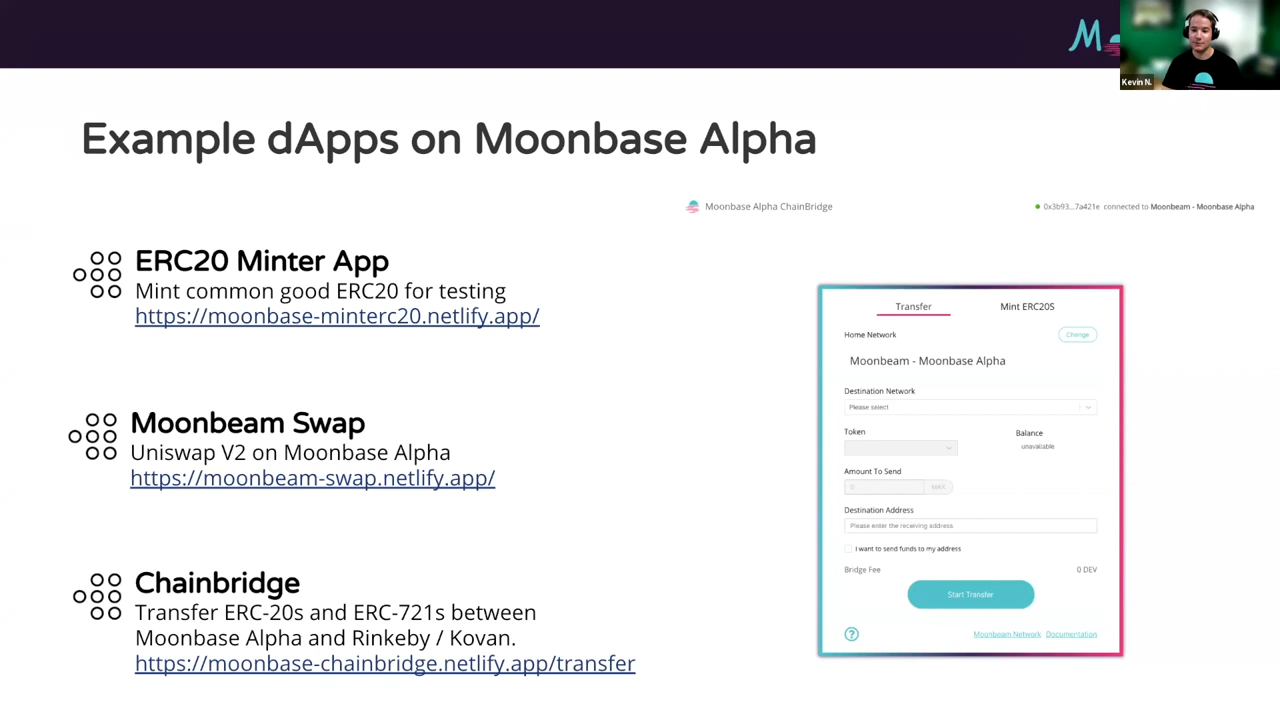 Kevin N.
Example dApps on Moonbase Alpha
ERC20 Minter App
Mint common good ERC20 for testing
https://moonbase-minterc20.netlify.app/
Moonbeam Swap
Uniswap V2 on Moonbase Alpha
https://moonbeam-swap.netlify.app/
Chainbridge
Transfer ERC-20s and ERC-721s between
Moonbase Alpha and Rinkeby / Kovan.
https://moonbase-chainbridge.netlify.app/transfer
Moonbase Alpha ChainBridge
0x3b93...7a421e connected to Moonbeam - Moonbase Alpha
Transfer Mint ERC20S
Home Network Change
Moonbeam - Moonbase Alpha
Destination Network
Please select
Token Balance
unavailable
Amount To Send
0 MAX
Destination Address
Please enter the receiving address
I want to send funds to my address
Bridge Fee 0 DEV
Start Transfer
? Moonbeam Network Documentation